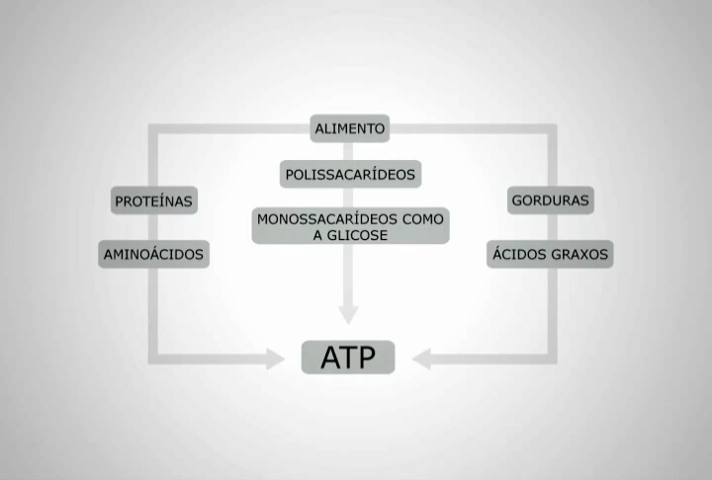 ALIMENTO
POLISSACARÍDEOS
PROTEÍNAS
GORDURAS
MONOSSACARÍDEOS COMO
A GLICOSE
AMINOÁCIDOS
ÁCIDOS GRAXOS
ATP